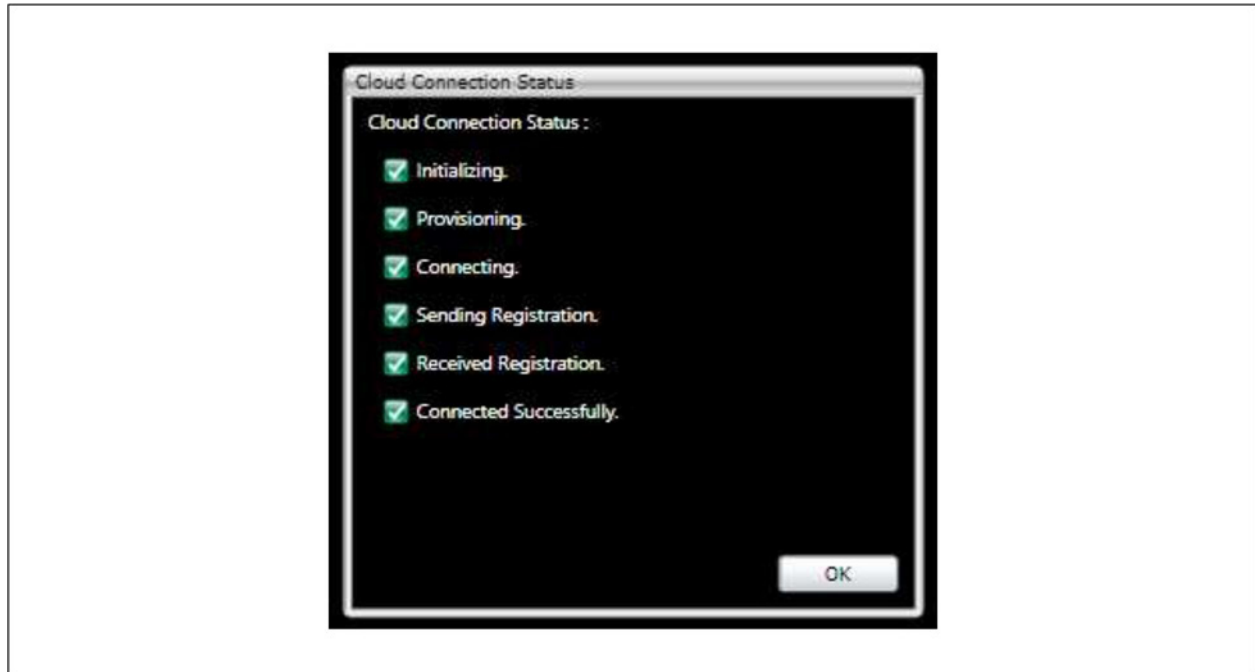 Cloud Connection Status
Cloud Connection Status :
Initializing.
Provisioning.
Connecting.
Sending Registration.
Received Registration.
Connected Successfully.
OK